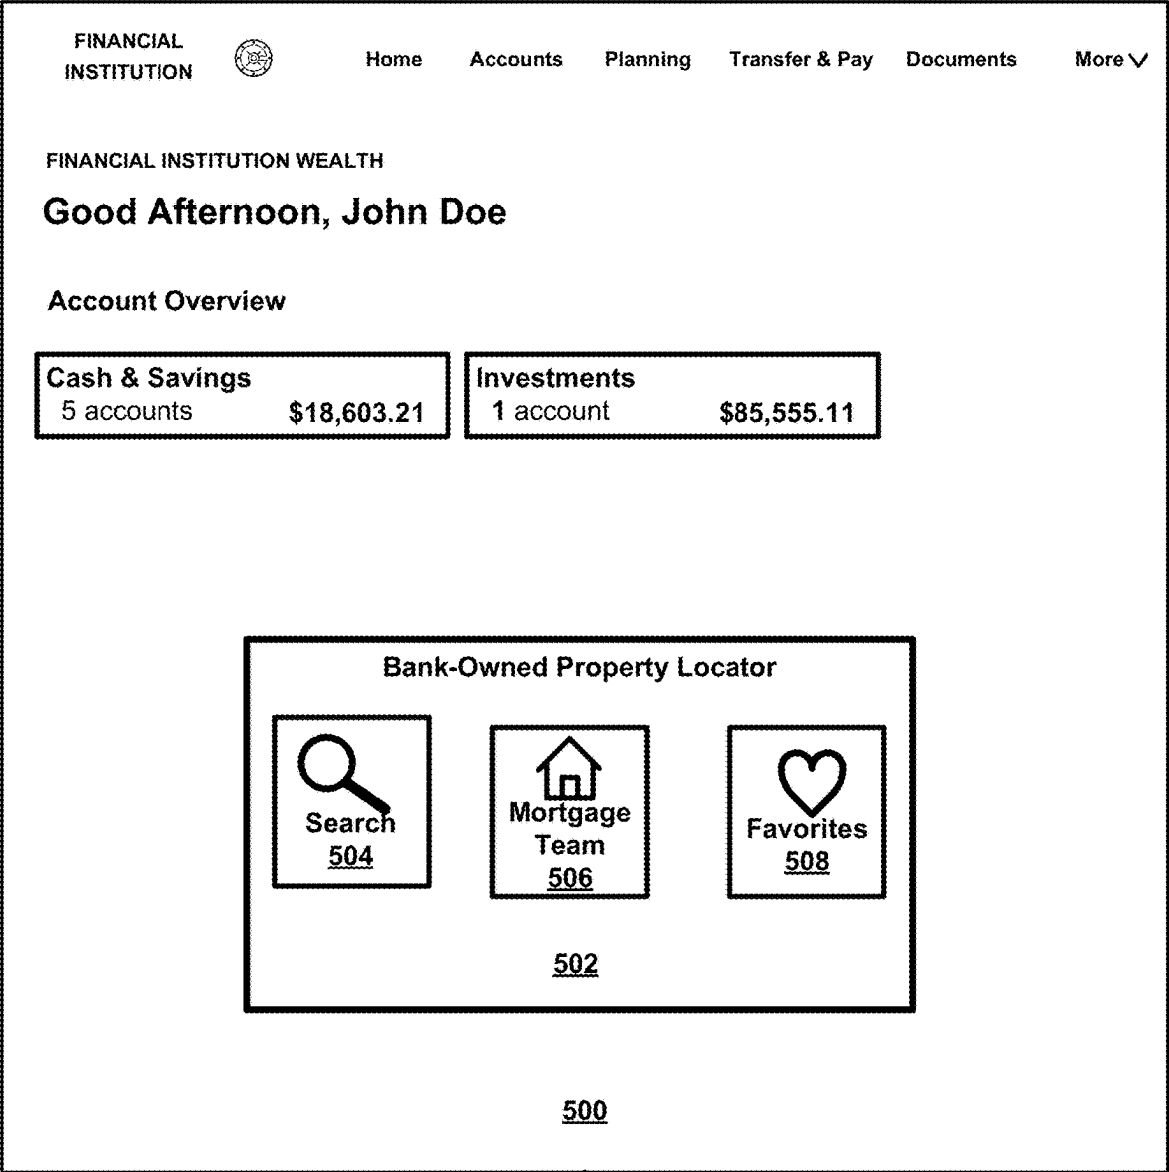 FINANCIAL
INSTITUTION
Home Accounts Planning Transfer & Pay Documents More
FINANCIAL INSTITUTION WEALTH
Good Afternoon, John Doe
Account Overview
Cash & Savings
5 accounts $18,603.21
Investments
1 account $85,555.11
Bank-Owned Property Locator
Search
504
Mortgage
Team
506
Favorites
508
502
500